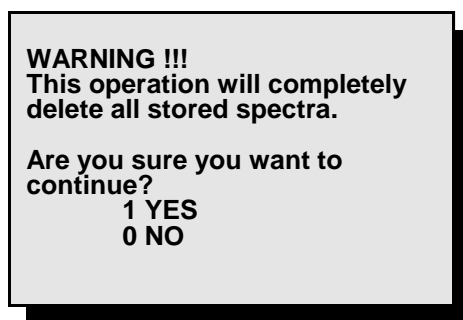 WARNING !!!
This operation will completely
delete all stored spectra.
Are you sure you want to
continue?
1 YES
0 NO